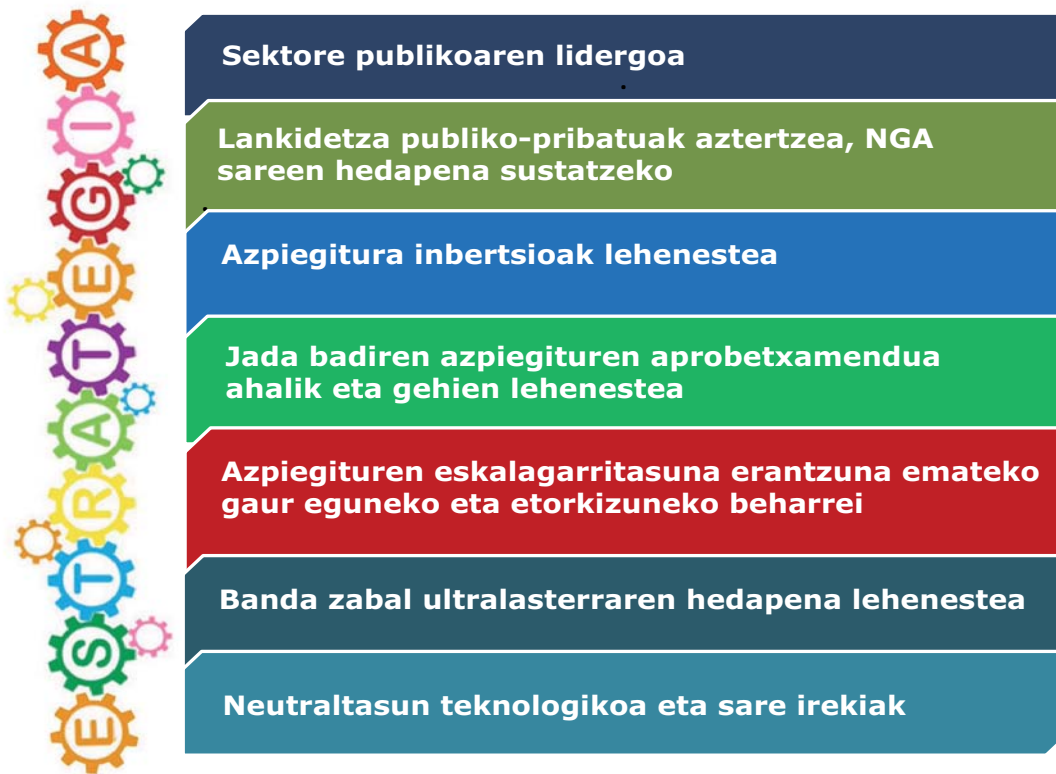 ESTRATEGIA
Sektore publikoaren lidergoa
Lankidetza publiko-pribatuak aztertzea, NGA
sareen hedapena sustatzeko
Azpiegitura inbertsioak lehenestea
Jada badiren azpiegituren aprobetxamendua
ahalik eta gehien lehenestea
Azpiegituren eskalagarritasuna erantzuna emateko
gaur eguneko eta etorkizuneko beharrei
Banda zabal ultralasterraren hedapena lehenestea
Neutraltasun teknologikoa eta sare irekiak